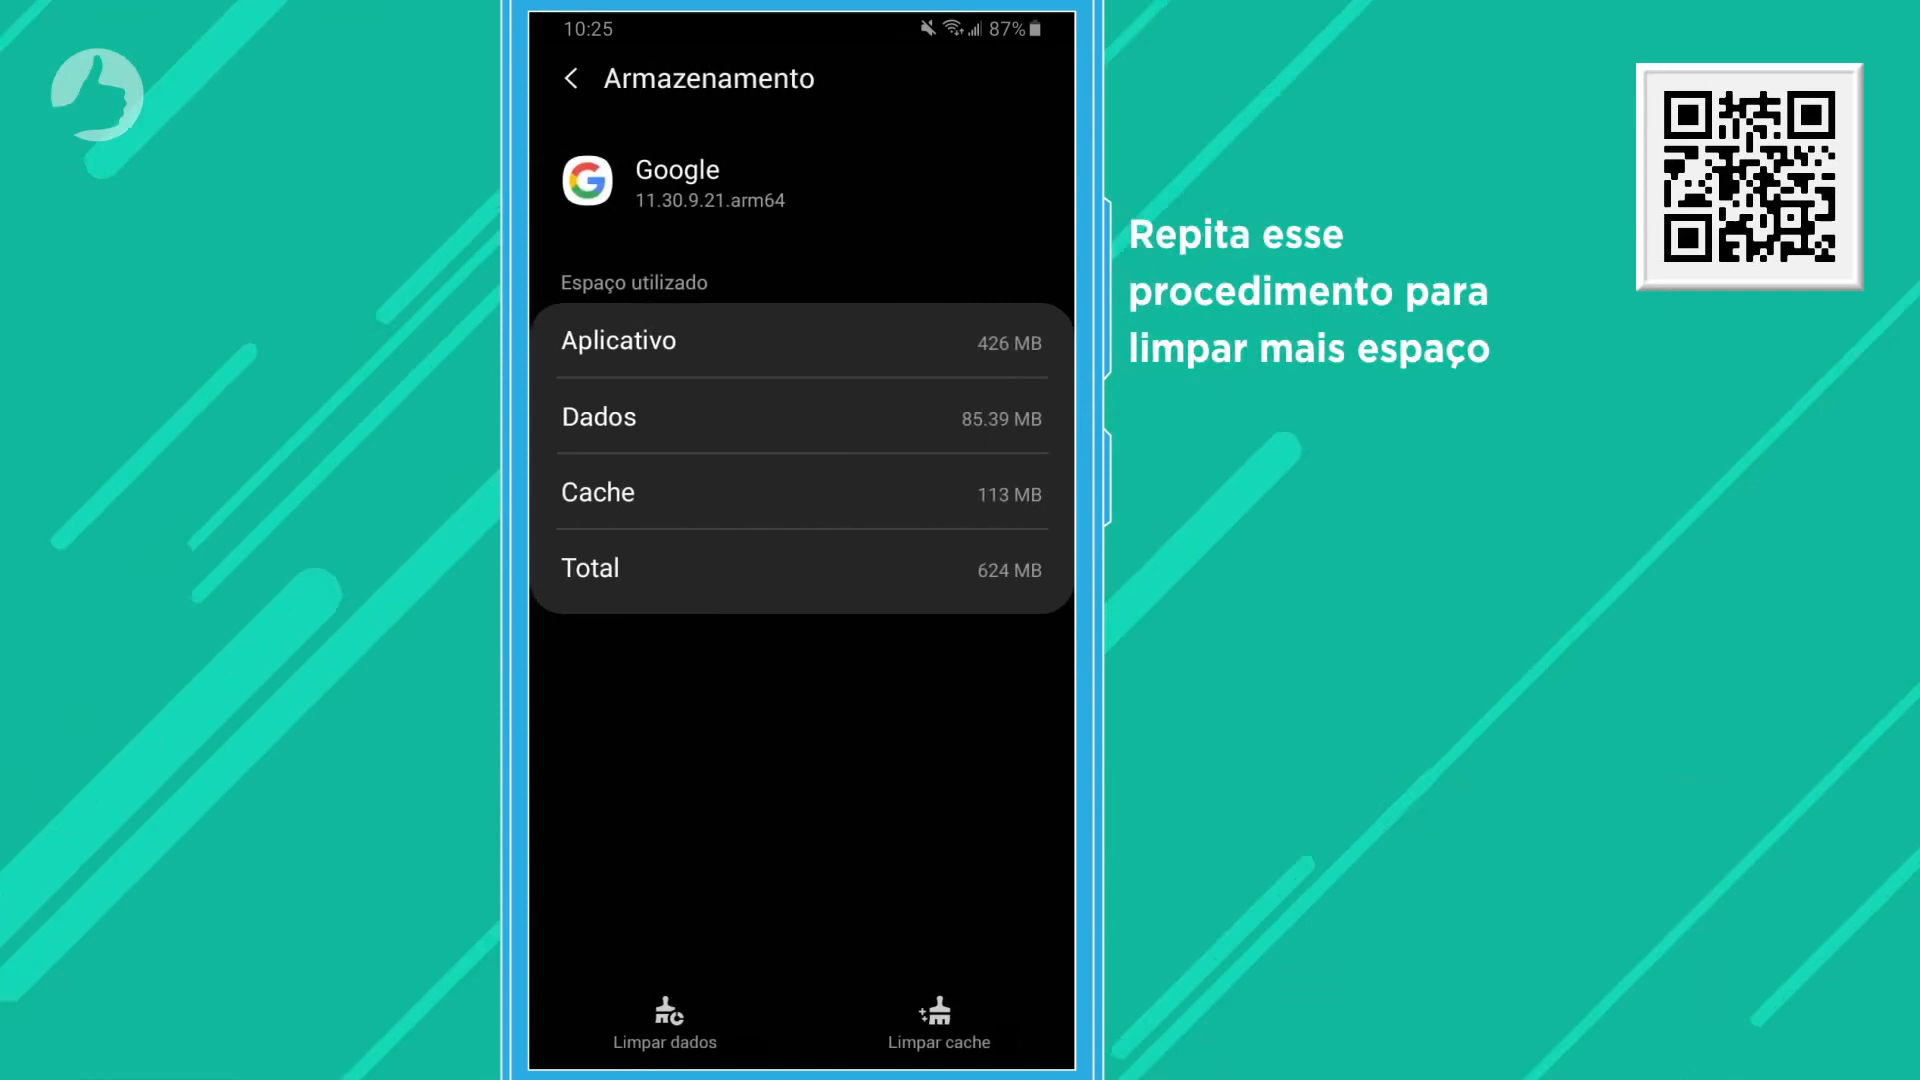 10:25
87%
Armazenamento
Google
11.30.9.21.arm64
Espaço utilizado
Aplicativo 426 MB
Dados 85.39 MB
Cache 113 MB
Total 624 MB
Limpar dados
Limpar cache
Repita esse
procedimento para
limpar mais espaço